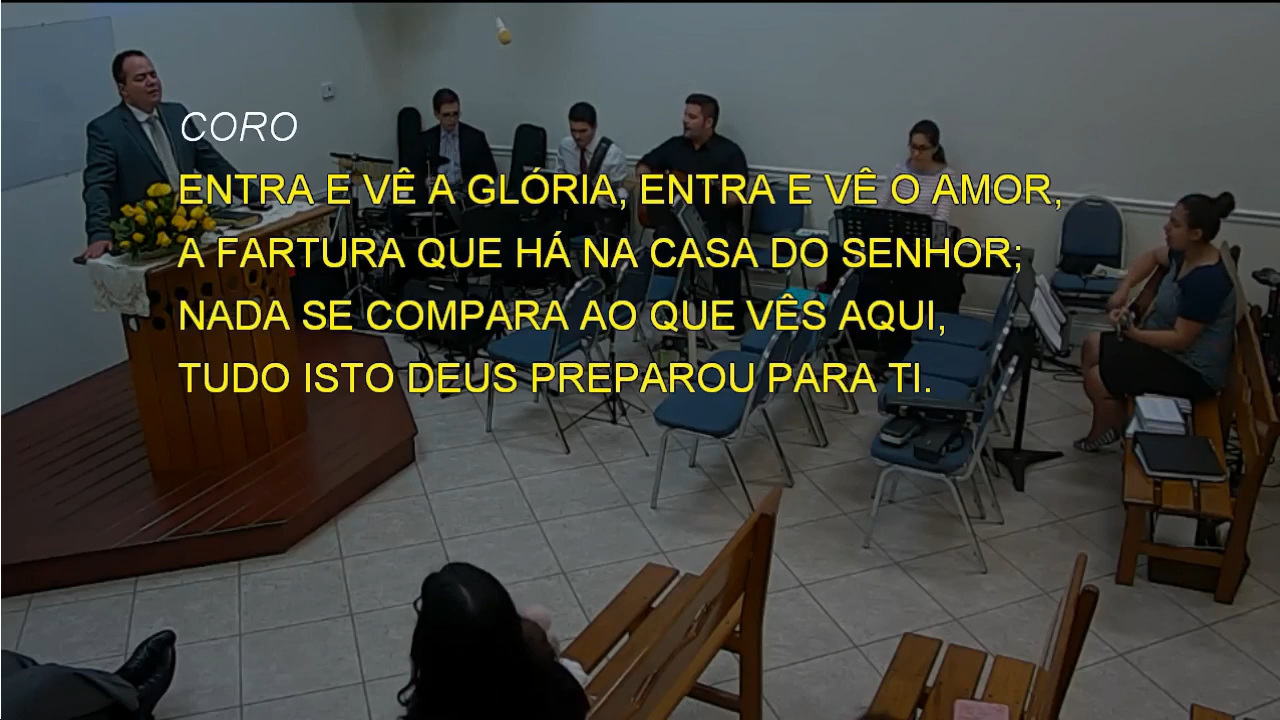 CORO
ENTRA E VÊ A GLÓRIA, ENTRA E VÊ O AMOR,
A FARTURA QUE HÁ NA CASA DO SENHOR;
NADA SE COMPARA AO QUE VÊS AQUI,
TUDO ISTO DEUS PREPAROU PARA TI.